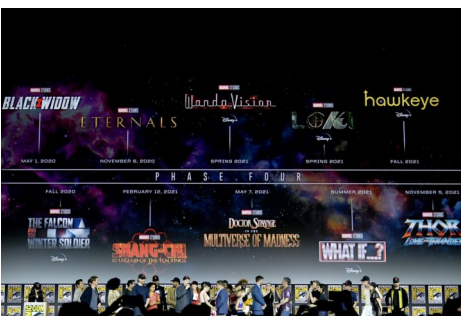 MARVEL STUDIOS
BLACK WIDOW
MAY 1, 2020
MARVEL STUDIOS
ETERNALS
NOVEMBER 6, 2020
MARVEL STUDIOS
WandaVision
Disney+
SPRING 2021
MARVEL STUDIOS
LOKI
Disney+
SPRING 2021
MARVEL STUDIOS
hawkeye
Disney+
FALL 2021
PHASE FOUR
FALL 2020
MARVEL STUDIOS
THE FALCON
AND
THE
WINTER SOLDIER
Disney+
FEBRUARY 12, 2021
MARVEL STUDIOS
SHANG-CHI
AND THE LEGEND OF THE TEN RINGS
MAY 7, 2021
MARVEL STUDIOS
DOCTOR STRANGE
IN THE
MULTIVERSE OF MADNESS
SUMMER 2021
MARVEL STUDIOS
WHAT IF...?
Disney+
NOVEMBER 5, 2021
MARVEL STUDIOS
THOR
LOVE AND THUNDER